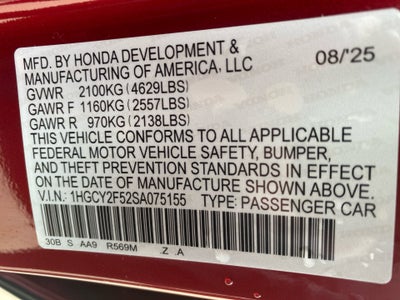 MFD. BY HONDA DEVELOPMENT & 08/'25
MANUFACTURING OF AMERICA, LLC
GVWR 2100KG (4629LBS)
GAWR F 1160KG (2557LBS)
GAWR R 970KG (2138LBS)
THIS VEHICLE CONFORMS TO ALL APPLICABLE
FEDERAL MOTOR VEHICLE SAFETY, BUMPER,
AND THEFT PREVENTION STANDARDS IN EFFECT
ON THE DATE OF MANUFACTURE SHOWN ABOVE.
V.I.N.: 1HGCY2F52SA075155 TYPE: PASSENGER CAR
30B S AA9 R569M .Z .A